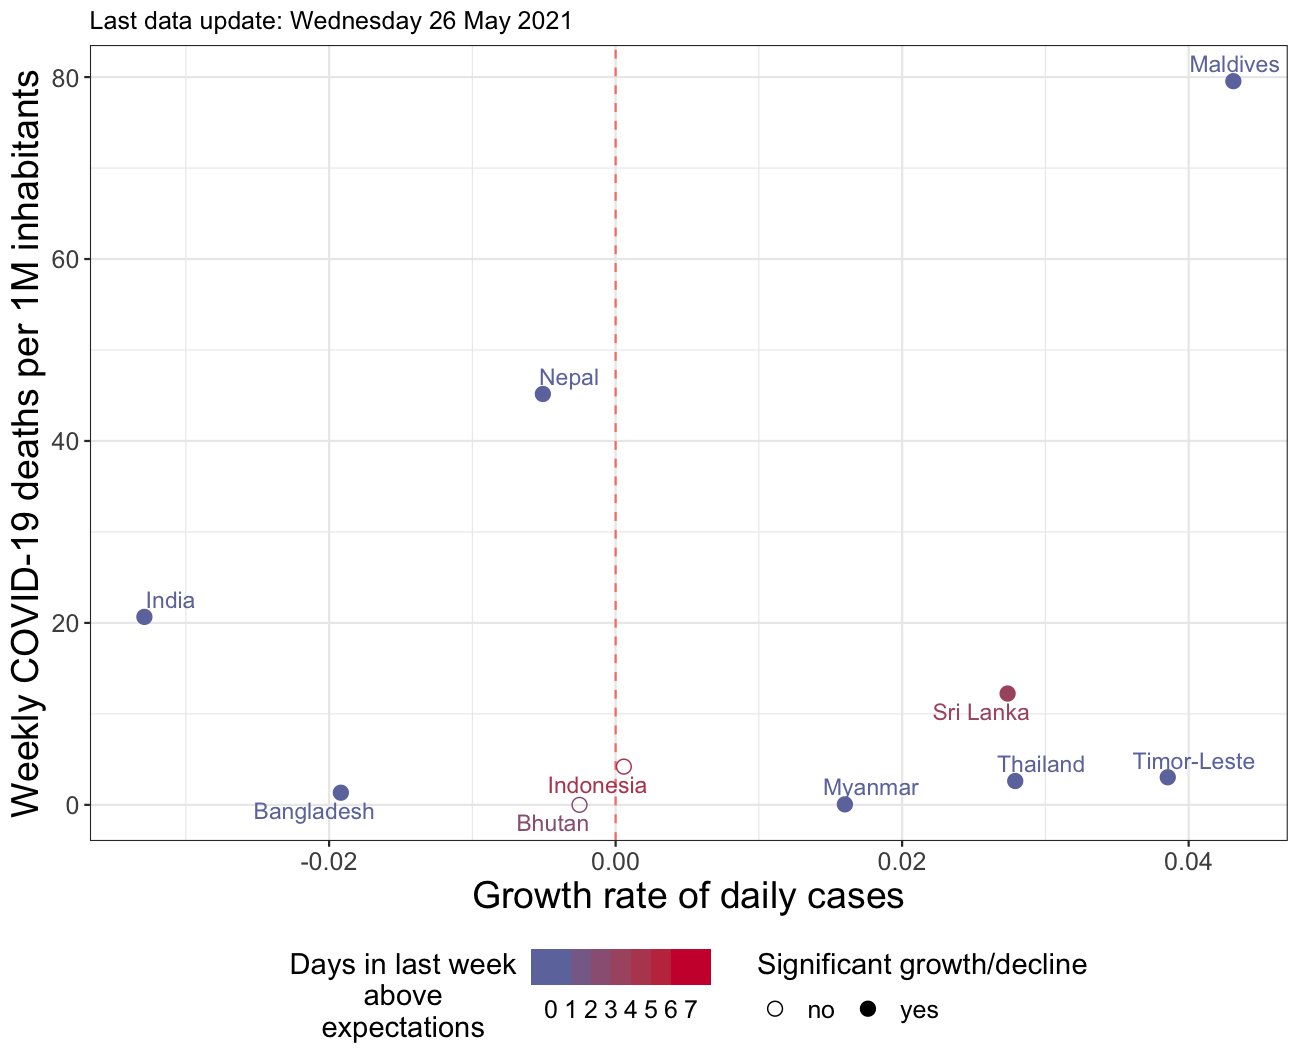 Last data update: Wednesday 26 May 2021
Weekly COVID-19 deaths per 1M inhabitants
80
60
40
20
0
Maldives
Nepal
India
Sri Lanka
Timor-Leste
Thailand
Indonesia
Myanmar
Bangladesh
Bhutan
-0.02 0.00 0.02 0.04
Growth rate of daily cases
Days in last week
above
expectations
0 1 2 3 4 5 6 7
Significant growth/decline
no yes